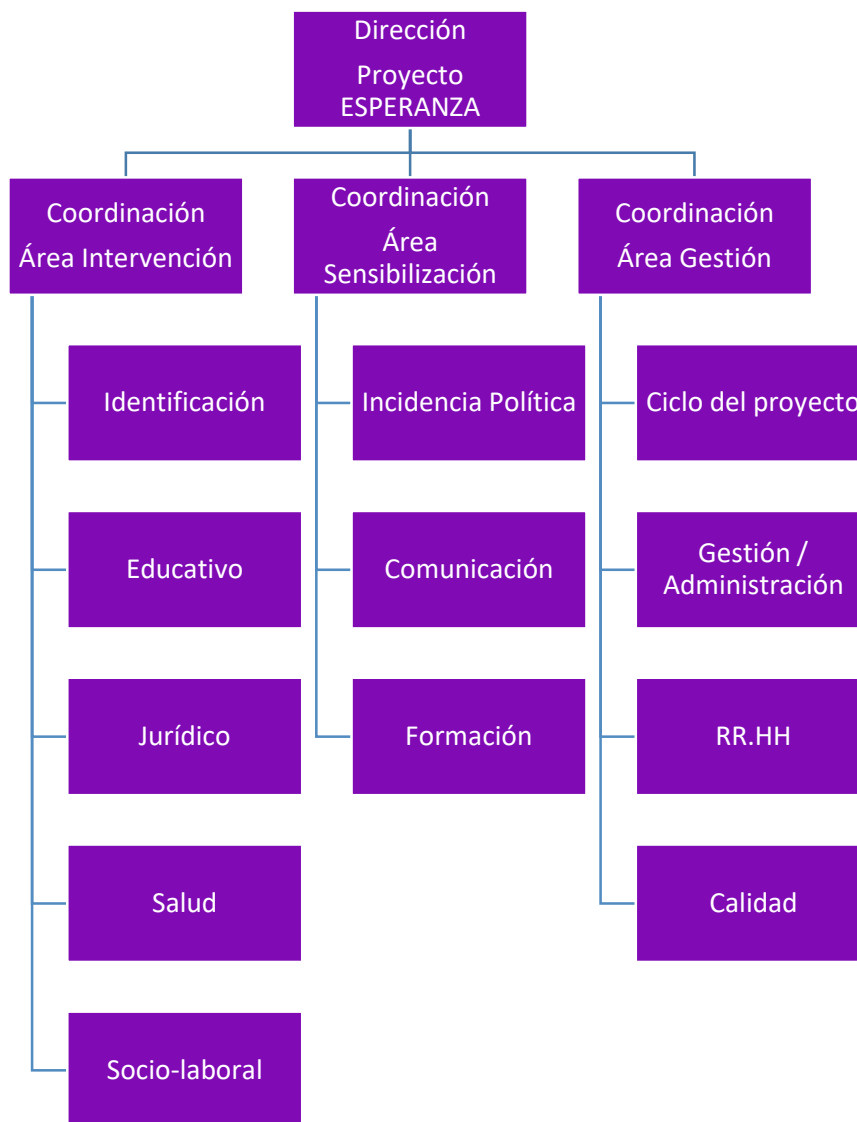 Dirección
Proyecto
ESPERANZA
Coordinación
Área Intervención
Identificación
Educativo
Jurídico
Salud
Socio-laboral
Coordinación
Área
Sensibilización
Incidencia Política
Comunicación
Formación
Coordinación
Área Gestión
Ciclo del proyecto
Gestión /
Administración
RR.HH
Calidad